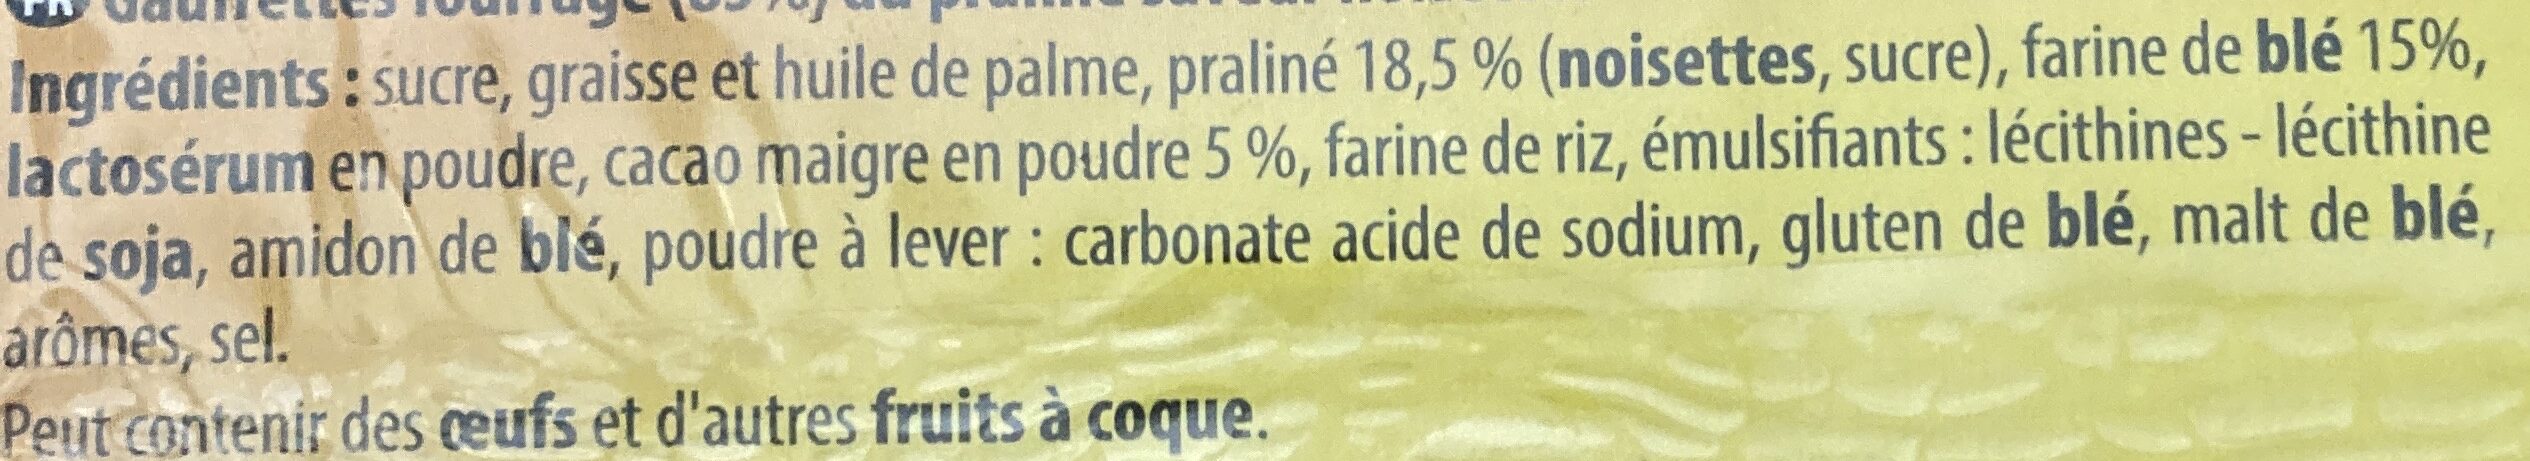 FR Gaufrettes fourrage
Ingrédients : sucre, graisse et huile de palme, praliné 18,5 % (noisettes, sucre), farine de blé 15%,
lactosérum en poudre, cacao maigre en poudre 5 %, farine de riz, émulsifiants : lécithines - lécithine
de soja, amidon de blé, poudre à lever : carbonate acide de sodium, gluten de blé, malt de blé,
arômes, sel.
Peut contenir des œufs et d'autres fruits à coque.